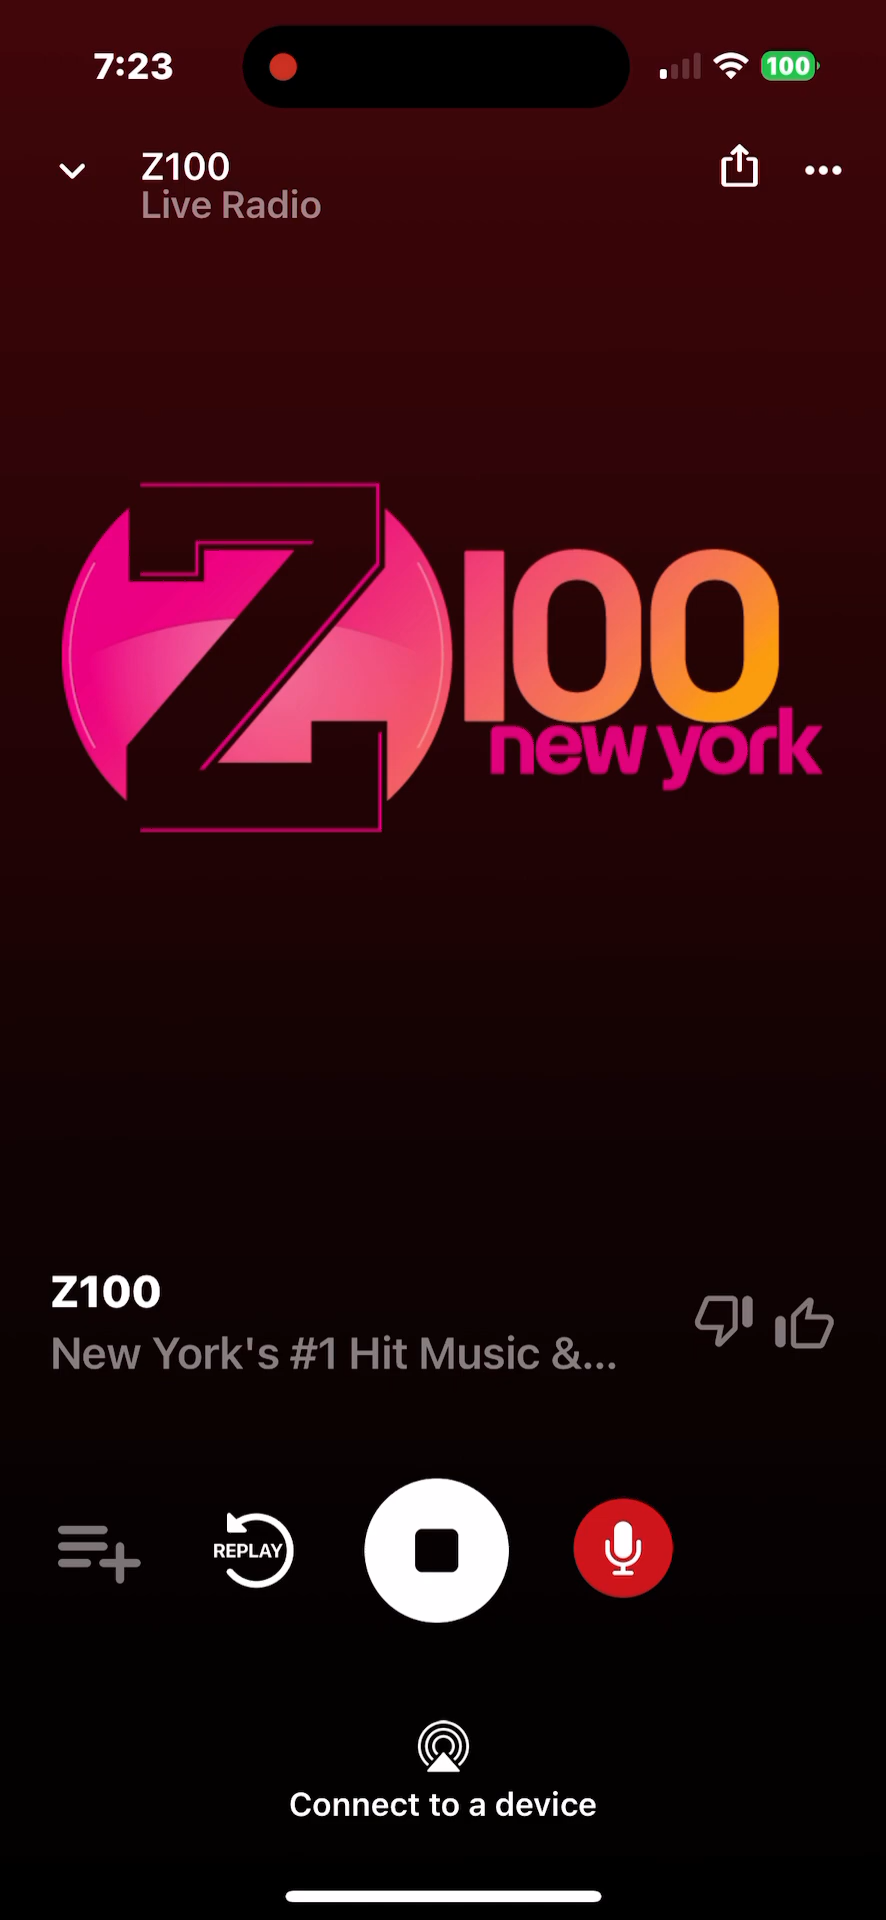 7:23
100
Z100
Live Radio
Z100
new york
Z100
New York's #1 Hit Music &...
REPLAY
Connect to a device